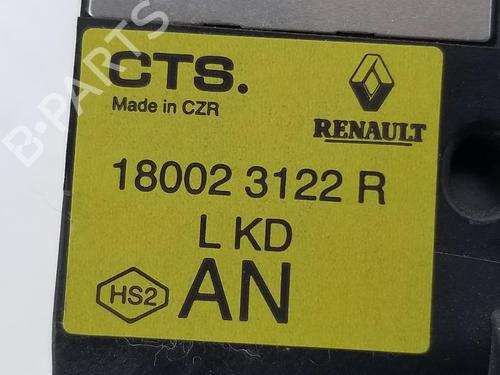 CTS.
Made in CZR
RENAULT
18002 3122 R
L KD
HS2 AN
B-PARTS